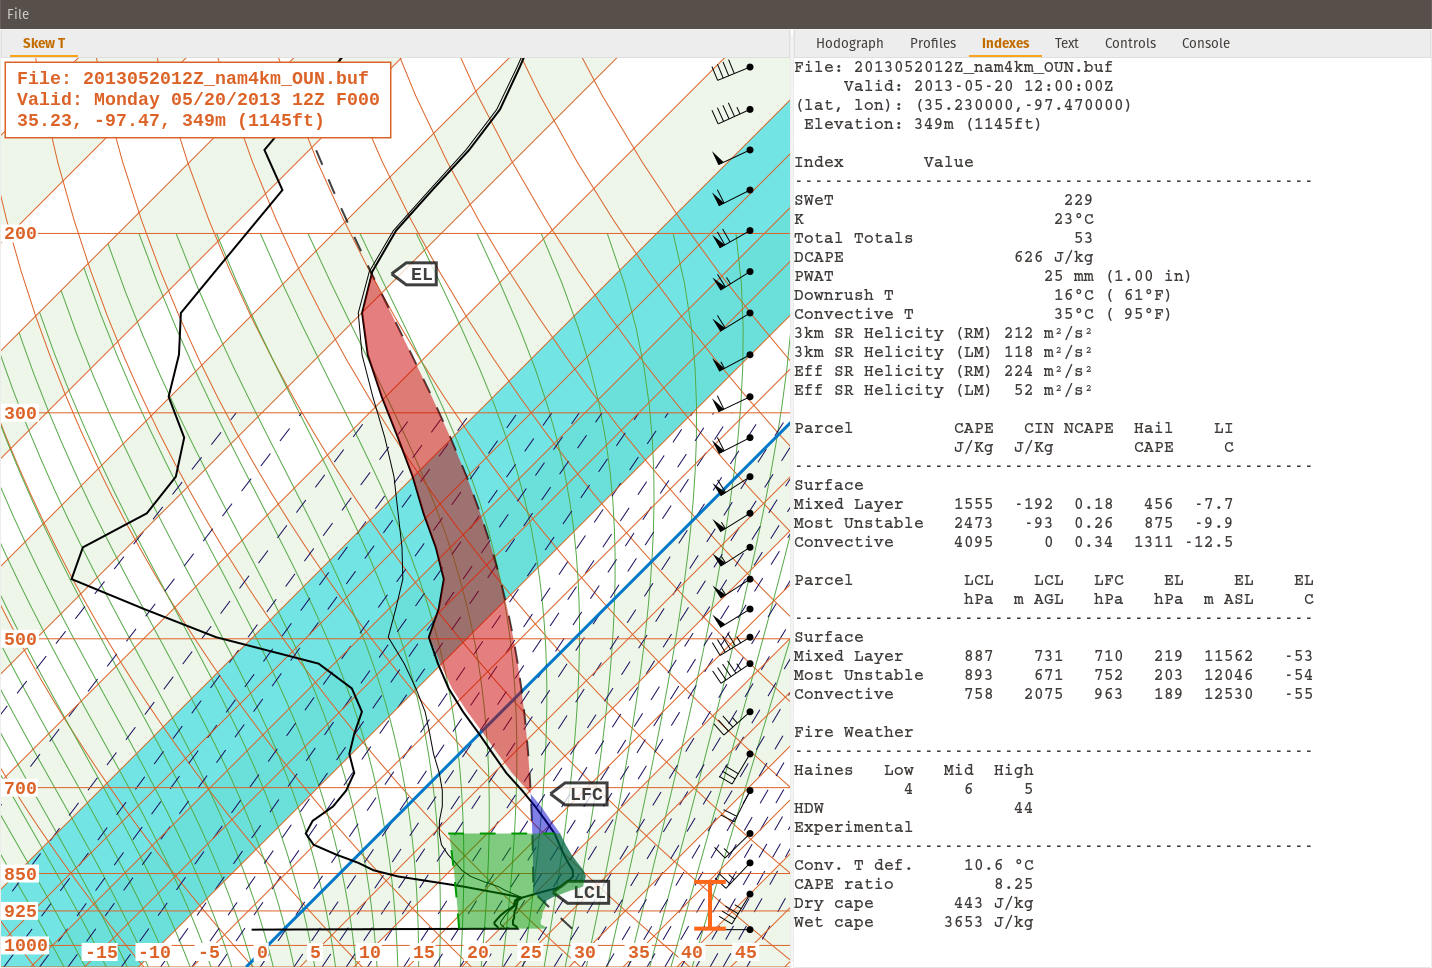 File
Skew T
File: 2013052012Z_nam4km_OUN.buf
Valid: Monday 05/20/2013 12Z F000
35.23, -97.47, 349m (1145ft)
200
EL
300
500
700
LFC
850
LCL
925
1000
-15 -10 -5 0 5 10 15 20 25 30 35 40 45
Hodograph Profiles Indexes Text Controls Console
File: 2013052012Z_nam4km_OUN.buf
Valid: 2013-05-20 12:00:00Z
(lat, lon): (35.230000,-97.470000)
Elevation: 349m (1145ft)
Index Value
----------------------------------------------------
SWeT 229
K 23°C
Total Totals 53
DCAPE 626 J/kg
PWAT 25 mm (1.00 in)
Downrush T 16°C ( 61°F)
Convective T 35°C ( 95°F)
3km SR Helicity (RM) 212 m²/s²
3km SR Helicity (LM) 118 m²/s²
Eff SR Helicity (RM) 224 m²/s²
Eff SR Helicity (LM) 52 m²/s²
Parcel CAPE CIN NCAPE Hail LI
J/Kg J/Kg CAPE C
----------------------------------------------------
Surface
Mixed Layer 1555 -192 0.18 456 -7.7
Most Unstable 2473 -93 0.26 875 -9.9
Convective 4095 0 0.34 1311 -12.5
Parcel LCL LCL LFC EL EL EL
hPa m AGL hPa hPa m ASL C
----------------------------------------------------
Surface
Mixed Layer 887 731 710 219 11562 -53
Most Unstable 893 671 752 203 12046 -54
Convective 758 2075 963 189 12530 -55
Fire Weather
----------------------------------------------------
Haines Low Mid High
4 6 5
HDW 44
Experimental
----------------------------------------------------
Conv. T def. 10.6 °C
CAPE ratio 8.25
Dry cape 443 J/kg
Wet cape 3653 J/kg